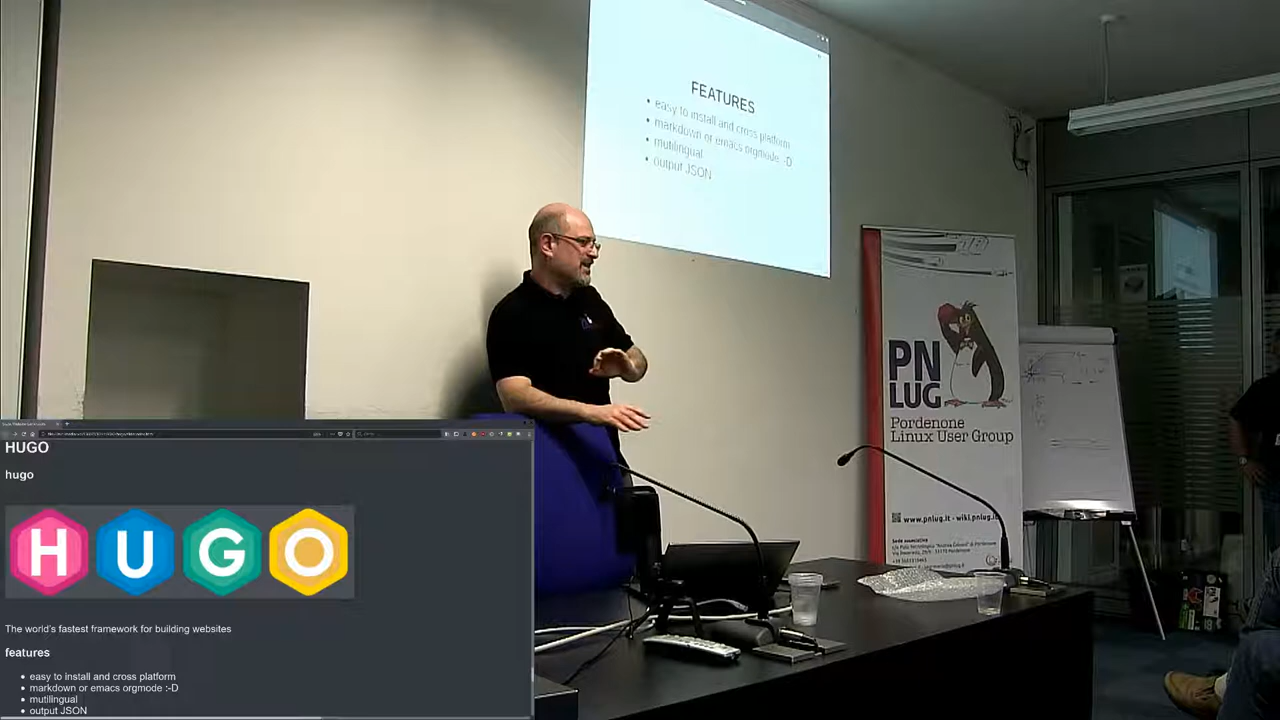 FEATURES
• easy to install and cross platform
• markdown or emacs orgmode :-D
• mutilingual
• output JSON
PN
LUG
Pordenone
Linux User Group
www.pnlug.it - wiki.pnlug.it
HUGO
hugo
HUGO
The world's fastest framework for building websites
features
• easy to install and cross platform
• markdown or emacs orgmode :-D
• mutilingual
• output JSON